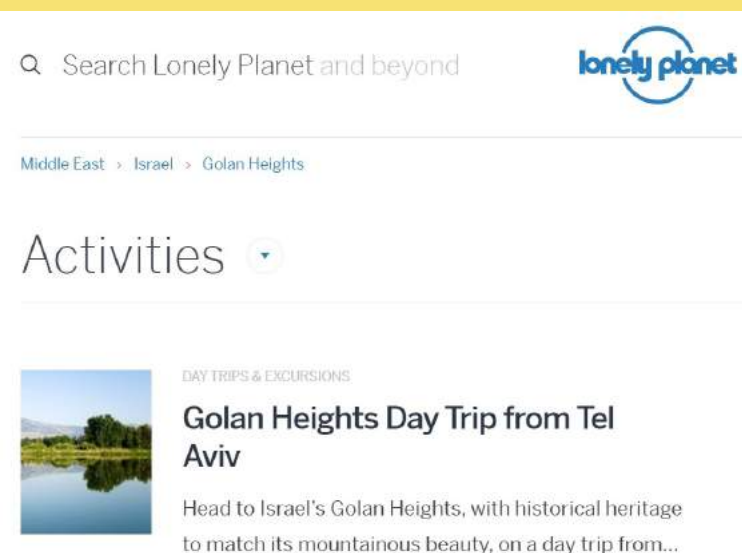 Search Lonely Planet and beyond
lonely planet
Middle East > Israel > Golan Heights
Activities
DAY TRIPS & EXCURSIONS
Golan Heights Day Trip from Tel
Aviv
Head to Israel's Golan Heights, with historical heritage
to match its mountainous beauty, on a day trip from...